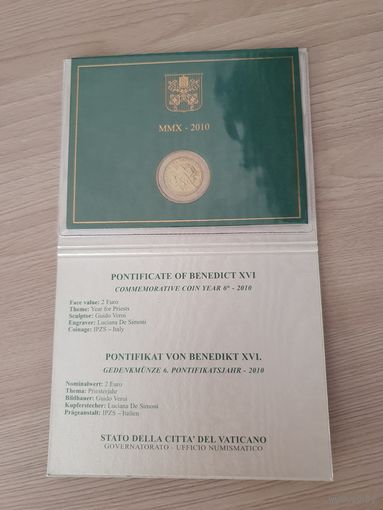 MMX - 2010
PONTIFICATE OF BENEDICT XVI
COMMEMORATIVE COIN YEAR 6° - 2010
Face value: 2 Euro
Theme: Year for Priests
Sculptor: Guido Veroi
Engraver: Luciana De Simoni
Coinage: IPZS - Italy
PONTIFIKAT VON BENEDIKT XVI.
GEDENKMÜNZE 6. PONTIFIKATSJAHR - 2010
Nominalwert: 2 Euro
Thema: Priesterjahr
Bildhauer: Guido Veroi
Kupferstecher: Luciana De Simoni
Prägeanstalt: IPZS - Italien
STATO DELLA CITTA' DEL VATICANO
GOVERNATORATO - UFFICIO NUMISMATICO